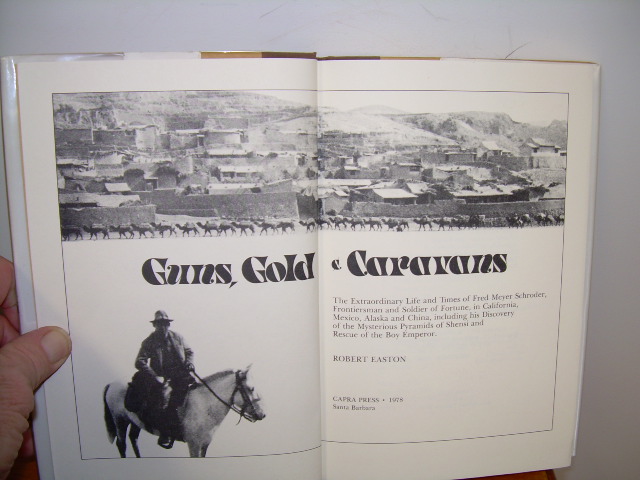 Guns, Gold & Caravans
The Extraordinary Life and Times of Fred Meyer Schroder,
Frontiersman and Soldier of Fortune, in California,
Mexico, Alaska and China, including his Discovery
of the Mysterious Pyramids of Shensi and
Rescue of the Boy Emperor.
ROBERT EASTON
CAPRA PRESS • 1978
Santa Barbara